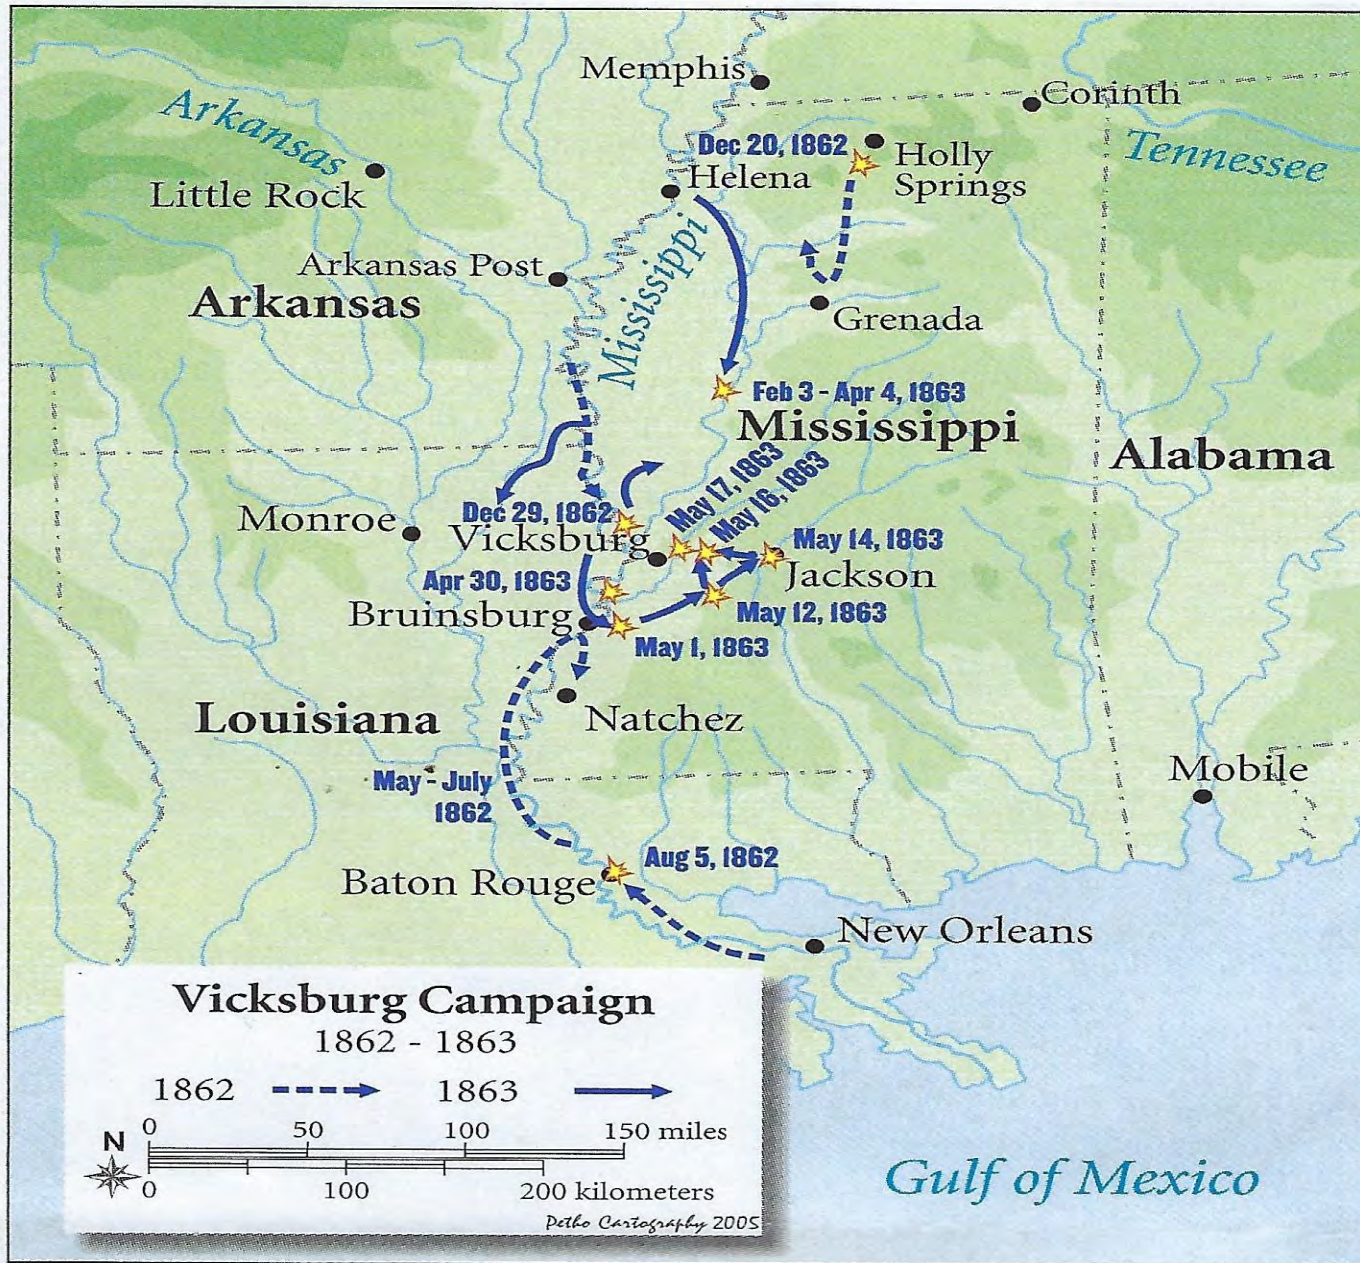 Memphis
Corinth
Arkansas
Tennessee
Dec 20, 1862
Holly
Springs
Helena
Little Rock
Mississippi
Arkansas Post
Arkansas
Grenada
Feb 3 - Apr 4, 1863
Mississippi
Alabama
May 17, 1863
May 16, 1863
Monroe
Dec 29, 1862
Vicksburg
May 14, 1863
Jackson
Apr 30, 1863
Bruinsburg
May 12, 1863
May 1, 1863
Louisiana
Natchez
May - July
1862
Mobile
Aug 5, 1862
Baton Rouge
New Orleans
Vicksburg Campaign
1862 - 1863
1862
1863
N
0 50 100 150 miles
0 100 200 kilometers
Petho Cartography 2005
Gulf of Mexico